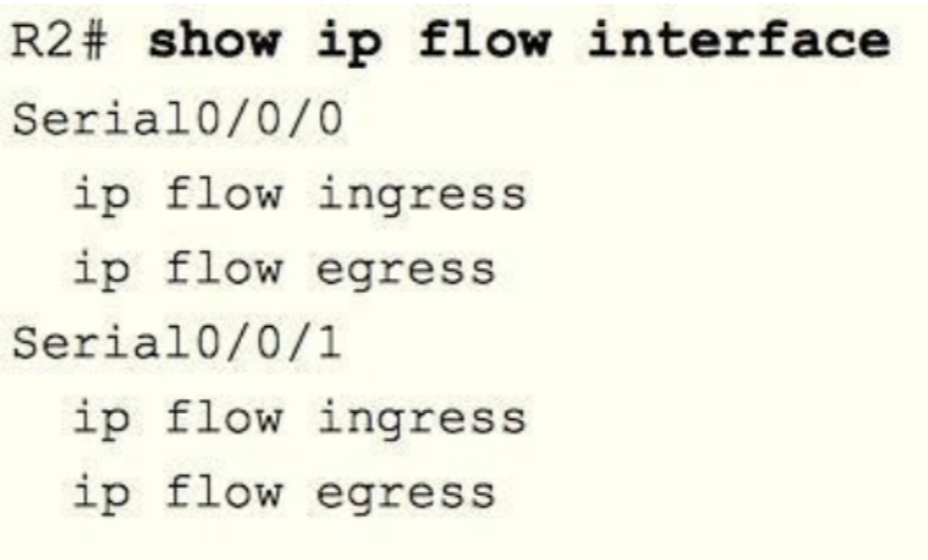 R2# show ip flow interface
Serial0/0/0
ip flow ingress
ip flow egress
Serial0/0/1
ip flow ingress
ip flow egress